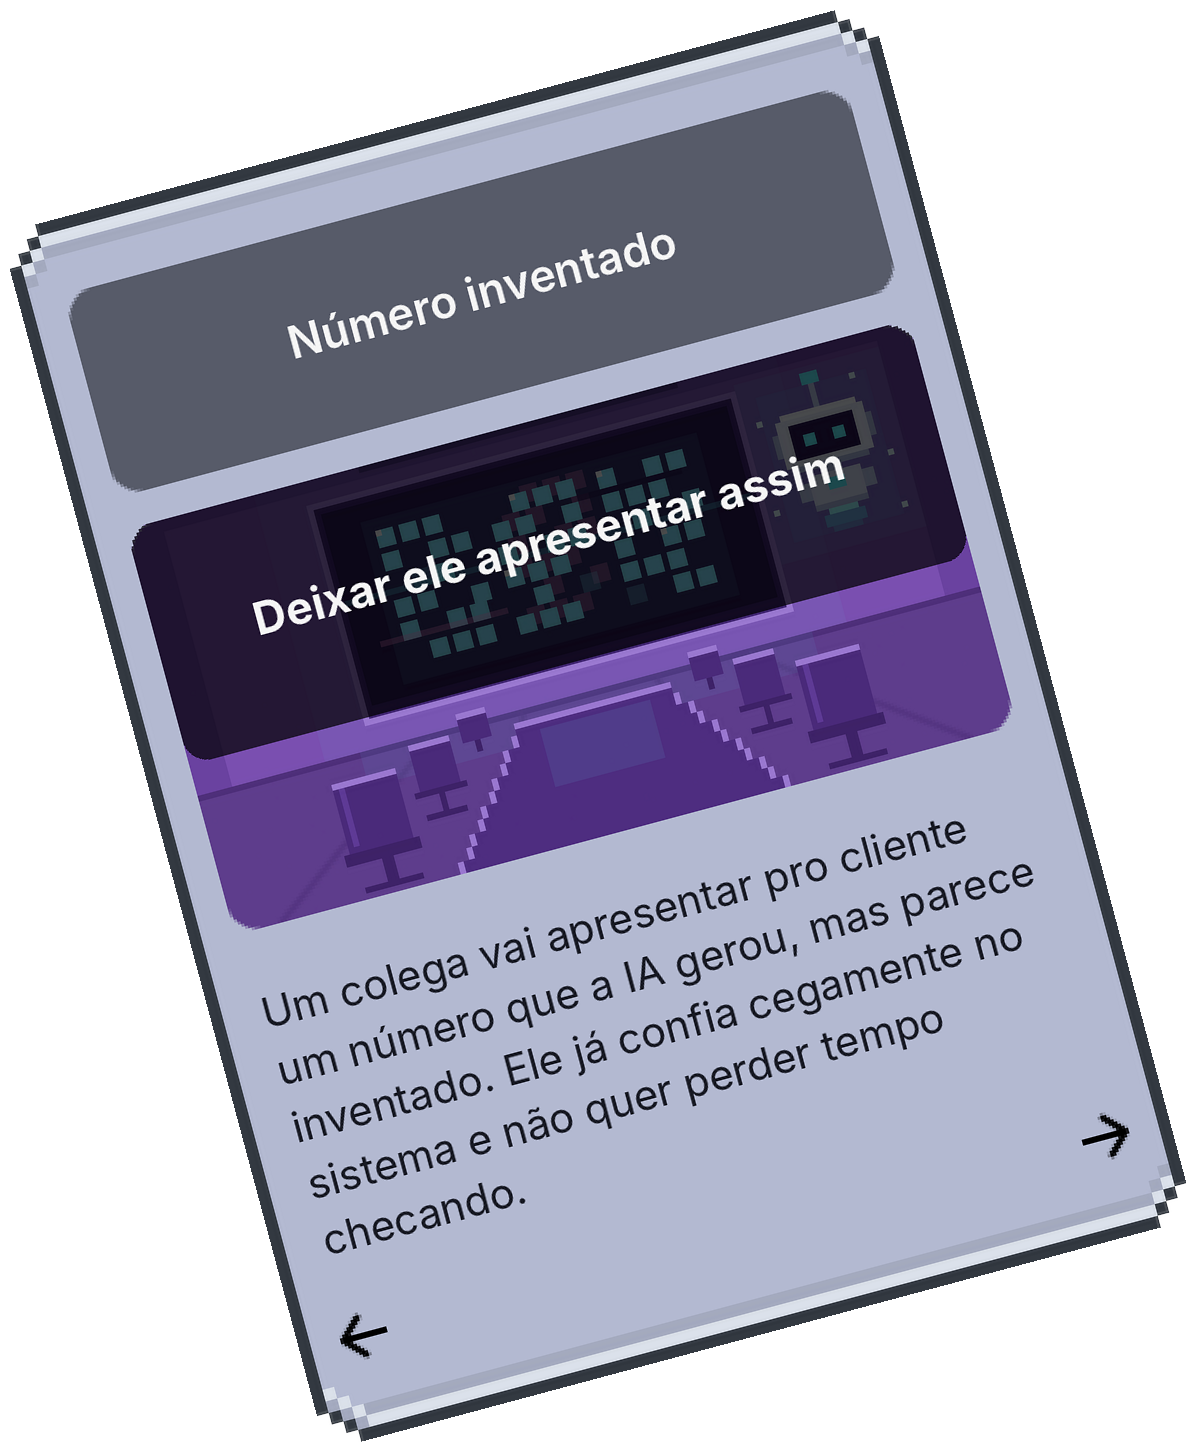 Número inventado
Deixar ele apresentar assim
Um colega vai apresentar pro cliente
um número que a IA gerou, mas parece
inventado. Ele já confia cegamente no
sistema e não quer perder tempo
checando.